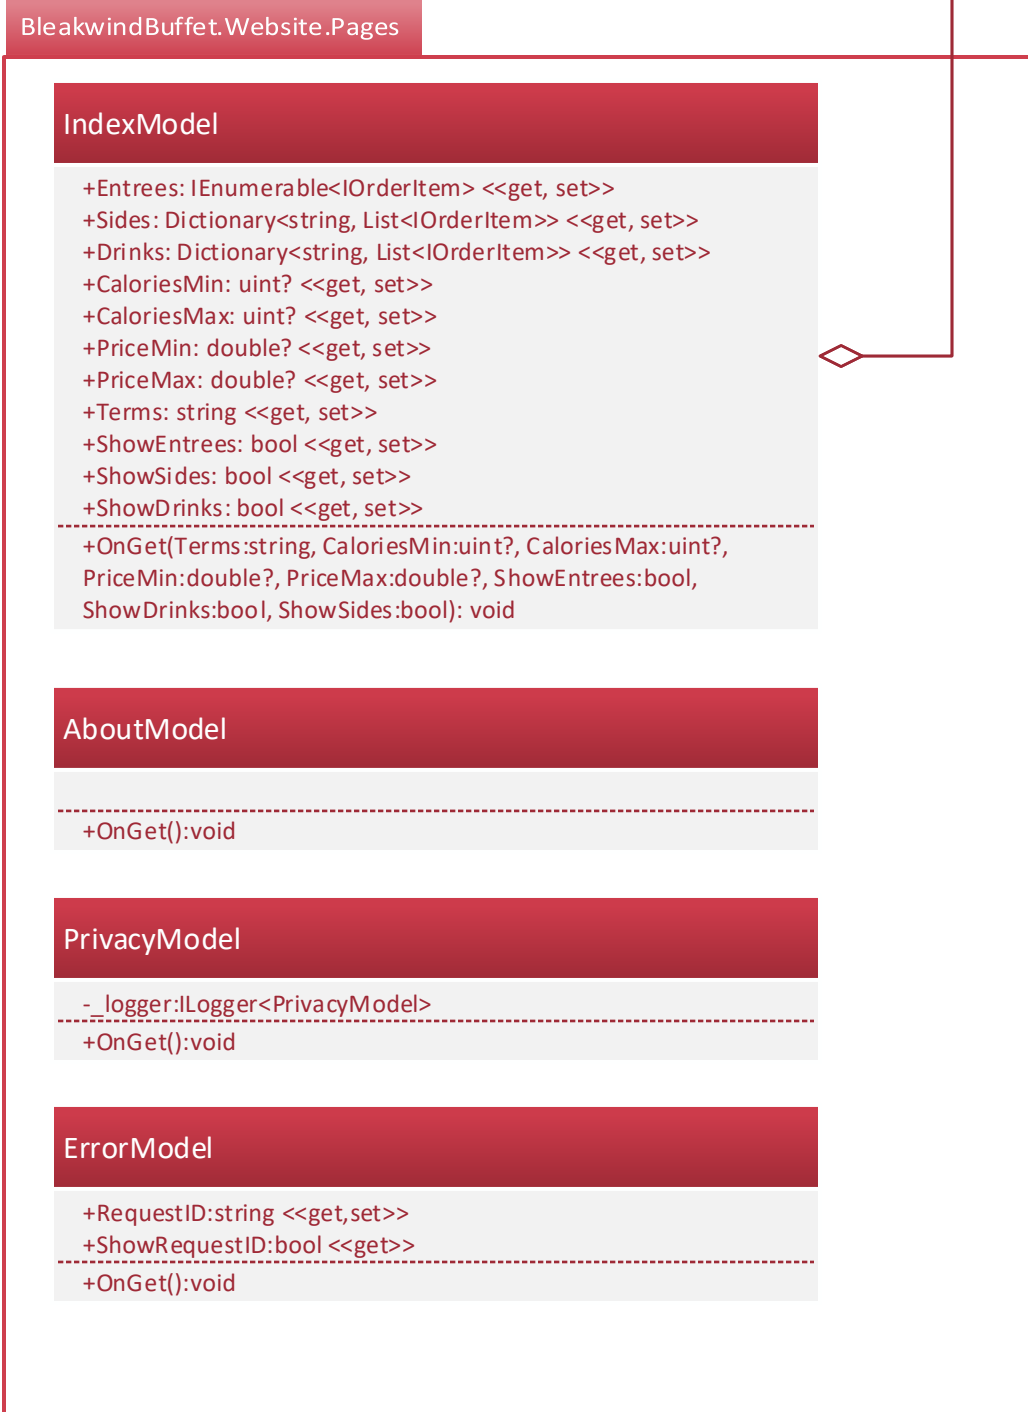 BleakwindBuffet.Website.Pages
IndexModel
+Entrees: IEnumerable<IOrderItem> <<get, set>>
+Sides: Dictionary<string, List<IOrderItem>> <<get, set>>
+Drinks: Dictionary<string, List<IOrderItem>> <<get, set>>
+CaloriesMin: uint? <<get, set>>
+CaloriesMax: uint? <<get, set>>
+PriceMin: double? <<get, set>>
+PriceMax: double? <<get, set>>
+Terms: string <<get, set>>
+ShowEntrees: bool <<get, set>>
+ShowSides: bool <<get, set>>
+ShowDrinks: bool <<get, set>>
+OnGet(Terms:string, CaloriesMin:uint?, CaloriesMax:uint?,
PriceMin:double?, PriceMax:double?, ShowEntrees:bool,
ShowDrinks:bool, ShowSides:bool): void
AboutModel
+OnGet():void
PrivacyModel
-_logger:ILogger<PrivacyModel>
+OnGet():void
ErrorModel
+RequestID:string <<get,set>>
+ShowRequestID:bool <<get>>
+OnGet():void